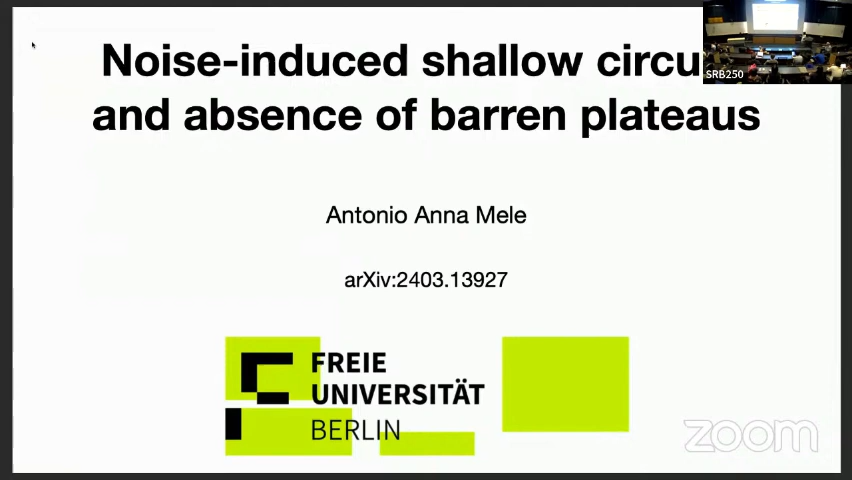 Noise-induced shallow circu
and absence of barren plateaus
SRB250
Antonio Anna Mele
arXiv:2403.13927
FREIE
UNIVERSITÄT
BERLIN
zoom